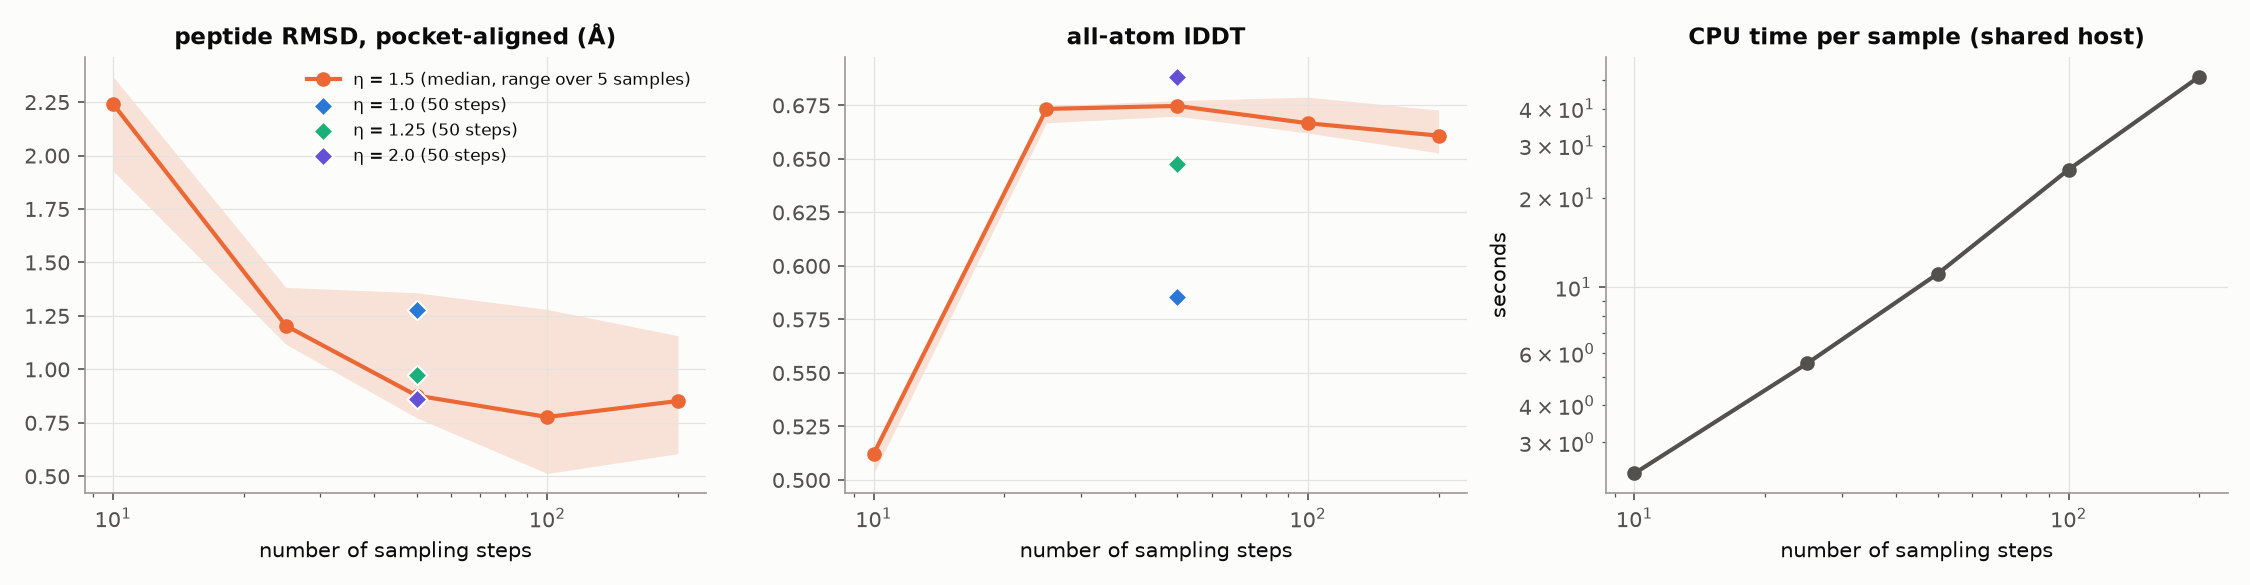 peptide RMSD, pocket-aligned (Å)
η = 1.5 (median, range over 5 samples)
η = 1.0 (50 steps)
η = 1.25 (50 steps)
η = 2.0 (50 steps)
2.25
2.00
1.75
1.50
1.25
1.00
0.75
0.50
10¹
10²
number of sampling steps
all-atom lDDT
0.675
0.650
0.625
0.600
0.575
0.550
0.525
0.500
10¹
10²
number of sampling steps
CPU time per sample (shared host)
seconds
4 × 10¹
3 × 10¹
2 × 10¹
10¹
6 × 10⁰
4 × 10⁰
3 × 10⁰
10¹
10²
number of sampling steps